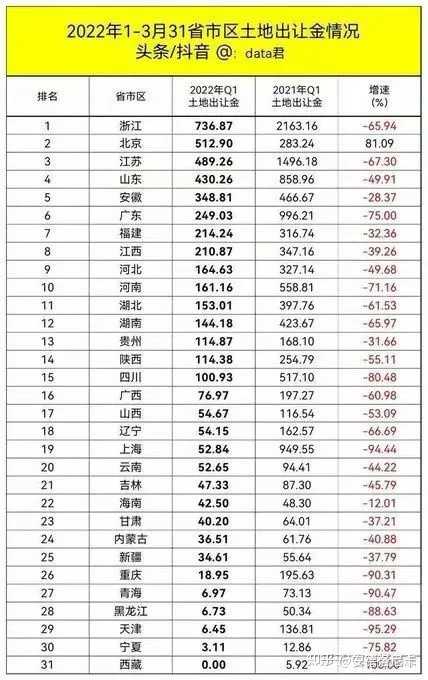 2022年1-3月31省市区土地出让金情况
头条/抖音 @：data君
排名 省市区 2022年Q1 土地出让金 2021年Q1 土地出让金 增速 (%)
1 浙江 736.87 2163.16 -65.94
2 北京 512.90 283.24 81.09
3 江苏 489.26 1496.18 -67.30
4 山东 430.26 858.96 -49.91
5 安徽 348.81 466.67 -28.37
6 广东 249.03 996.21 -75.00
7 福建 214.24 316.74 -32.36
8 江西 210.87 347.16 -39.26
9 河北 164.63 327.14 -49.68
10 河南 161.16 558.81 -71.16
11 湖北 153.01 397.76 -61.53
12 湖南 144.18 423.67 -65.97
13 贵州 114.87 168.10 -31.66
14 陕西 114.38 254.79 -55.11
15 四川 100.93 517.10 -80.48
16 广西 76.97 197.27 -60.98
17 山西 54.67 116.54 -53.09
18 辽宁 54.15 162.57 -66.69
19 上海 52.84 949.55 -94.44
20 云南 52.65 94.41 -44.22
21 吉林 47.33 87.30 -45.79
22 海南 42.50 48.30 -12.01
23 甘肃 40.20 64.01 -37.21
24 内蒙古 36.51 61.76 -40.88
25 新疆 34.61 55.64 -37.79
26 重庆 18.95 195.63 -90.31
27 青海 6.97 73.13 -90.47
28 黑龙江 6.73 50.34 -88.63
29 天津 6.45 136.81 -95.29
30 宁夏 3.11 12.86 -75.82
31 西藏 0.00 5.92
知乎